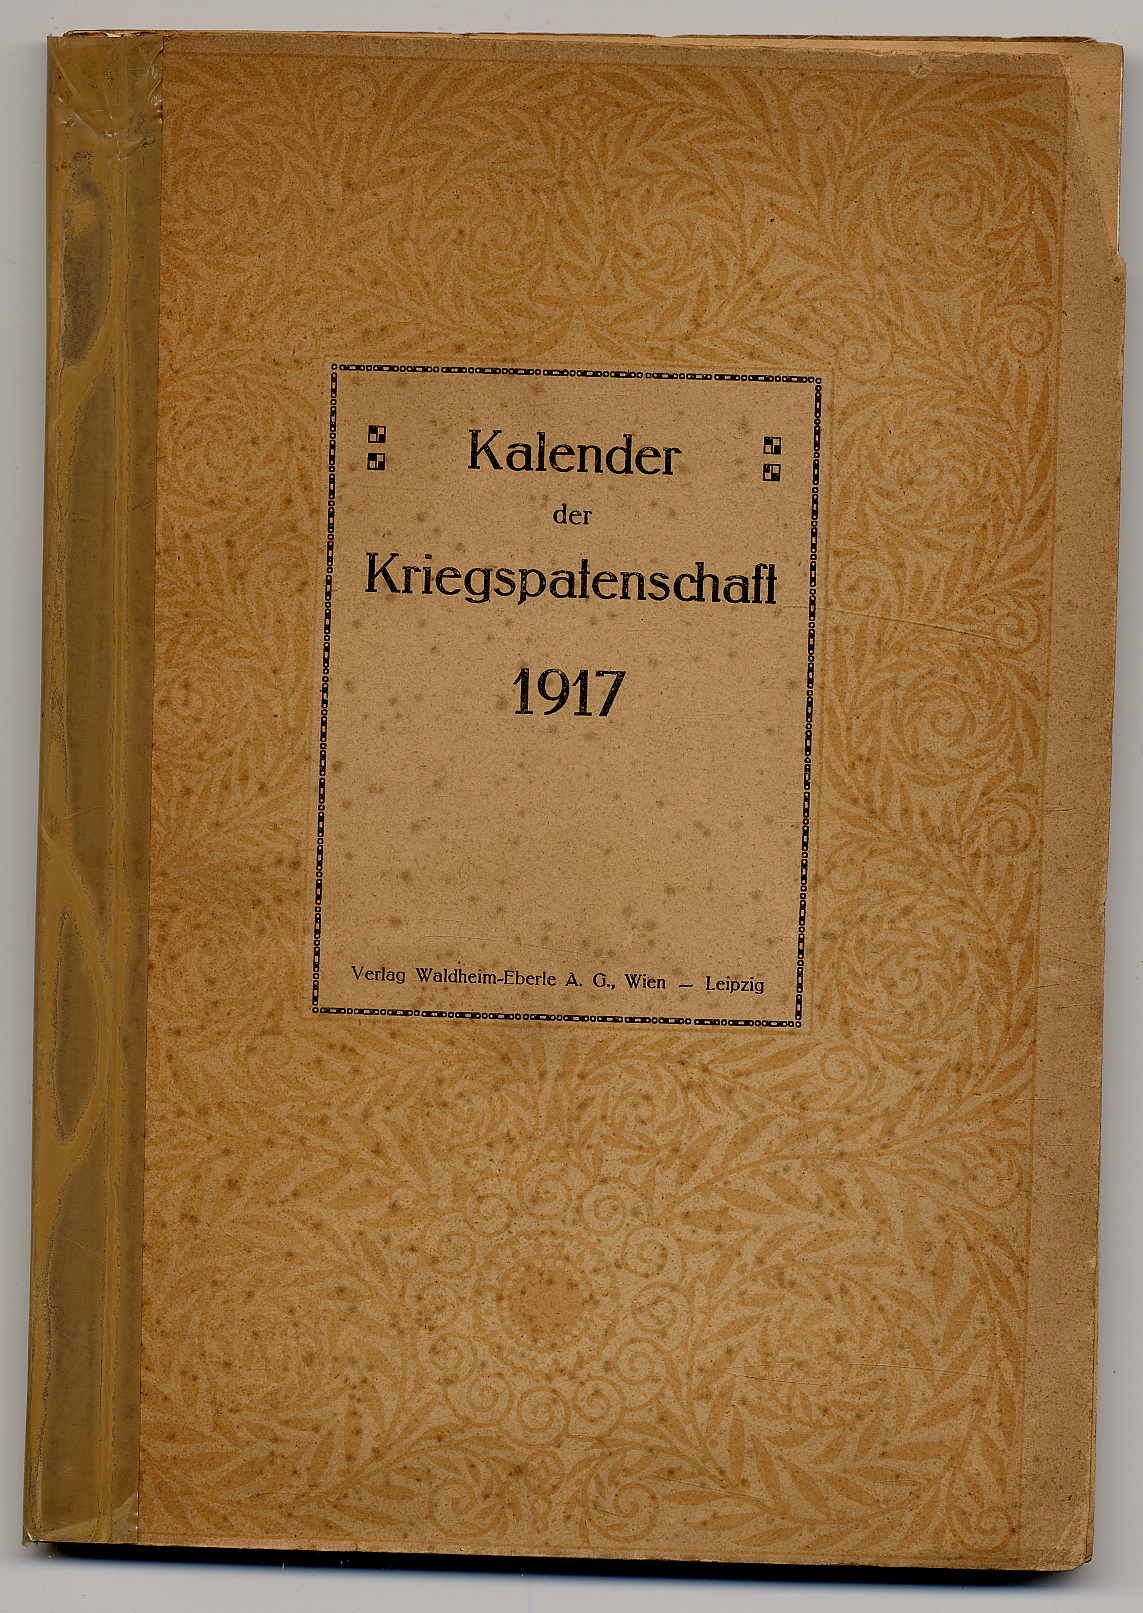 Kalender
der
Kriegspatenschaft
1917
Verlag Waldheim-Eberle A. G., Wien — Leipzig